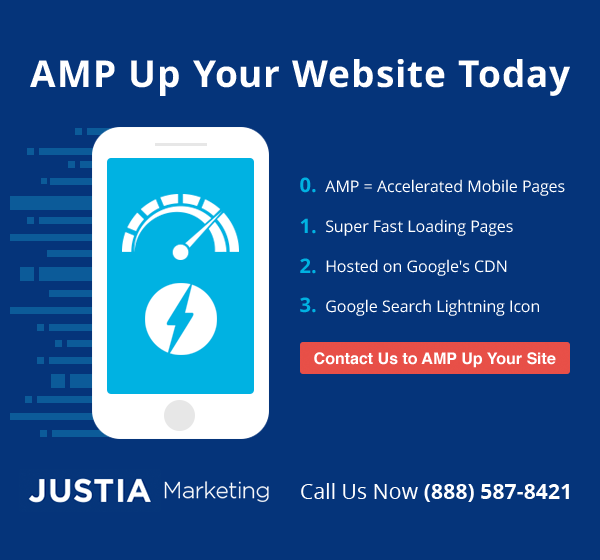 AMP Up Your Website Today
0. AMP = Accelerated Mobile Pages
1. Super Fast Loading Pages
2. Hosted on Google's CDN
3. Google Search Lightning Icon
Contact Us to AMP Up Your Site
JUSTIA Marketing
Call Us Now (888) 587-8421